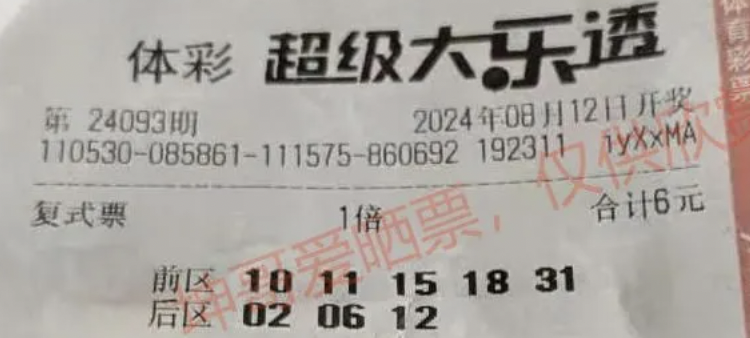 体彩 超级大乐透
第 24093期 2024年08月12日开奖
110530-085861-111575-860692 192311 1yXxMA
复式票 1倍 合计6元
前区 10 11 15 18 31
后区 02 06 12
坤哥爱晒票，仅供欣赏
体育彩票